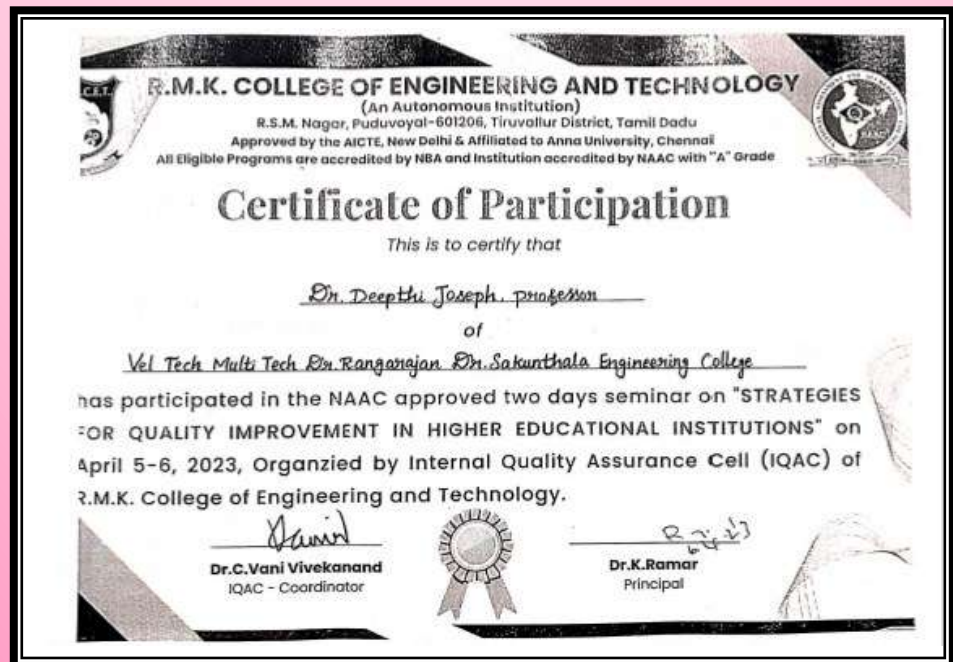 C.E.T.
R.M.K. COLLEGE OF ENGINEERING AND TECHNOLOGY
(An Autonomous Institution)
R.S.M. Nagar, Puduvoyal-601206, Tiruvallur District, Tamil Dadu
Approved by the AICTE, New Delhi & Affiliated to Anna University, Chennai
All Eligible Programs are accredited by NBA and Institution accredited by NAAC with "A" Grade
Certificate of Participation
This is to certify that
Dr. Deepthi Joseph, professor
of
Vel Tech Multi Tech Dr. Rangarajan Dr. Sakunthala Engineering College
has participated in the NAAC approved two days seminar on "STRATEGIES
FOR QUALITY IMPROVEMENT IN HIGHER EDUCATIONAL INSTITUTIONS" on
April 5-6, 2023, Organzied by Internal Quality Assurance Cell (IQAC) of
R.M.K. College of Engineering and Technology.
Dr.C.Vani Vivekanand
IQAC - Coordinator
Dr.K.Ramar
Principal